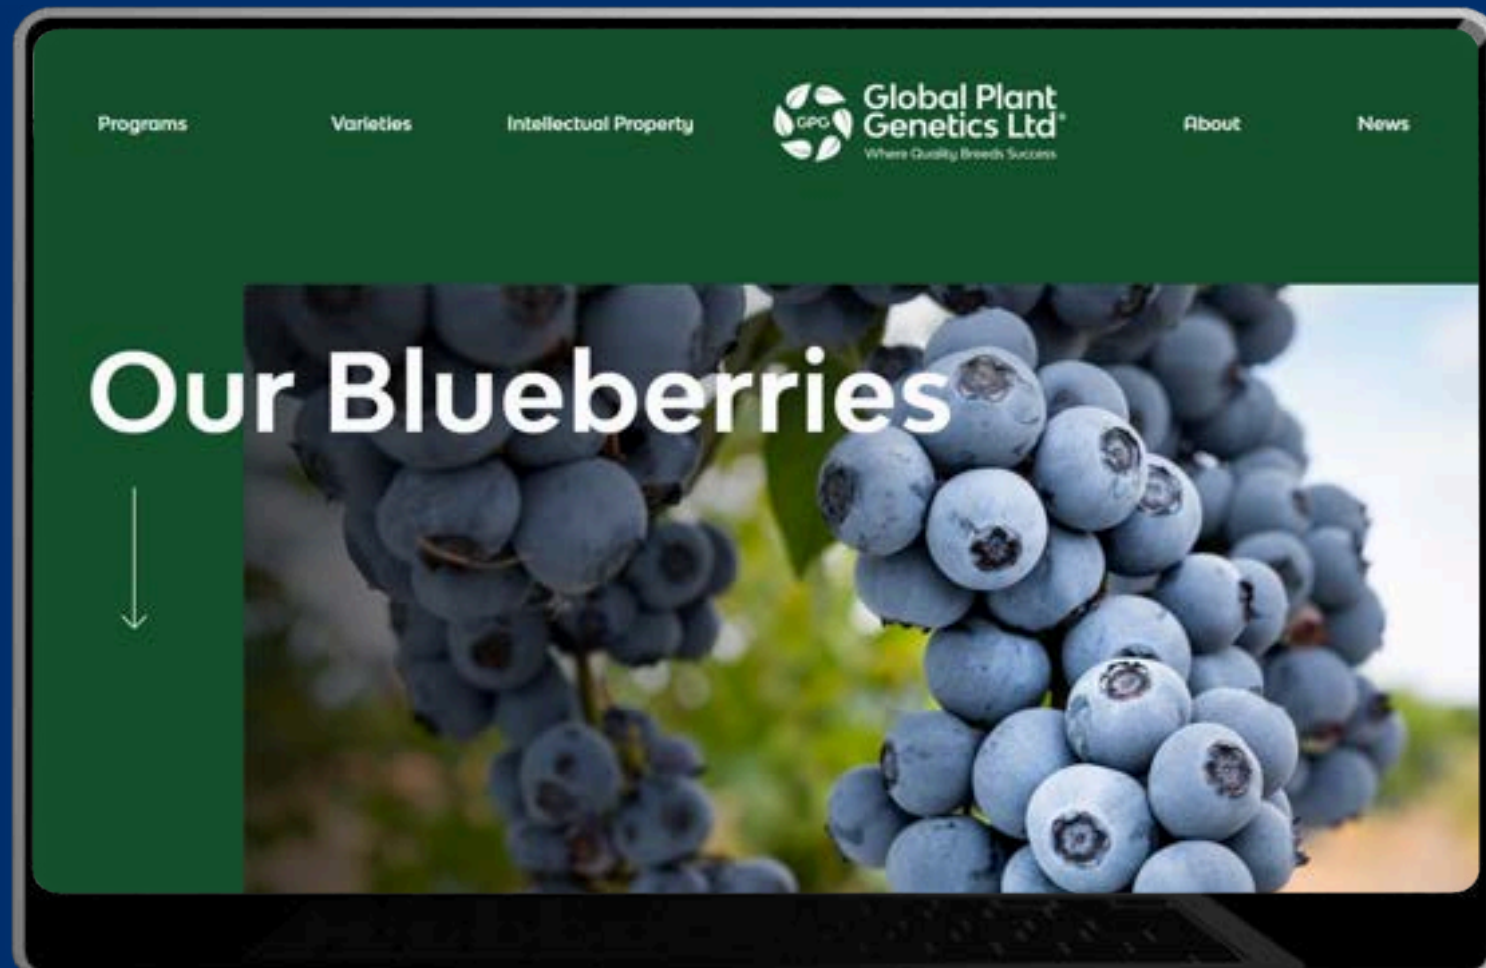 Programs
Varieties
Intellectual Property
GPG
Global Plant
Genetics Ltd®
Where Quality Breeds Success
About
News
Our Blueberries